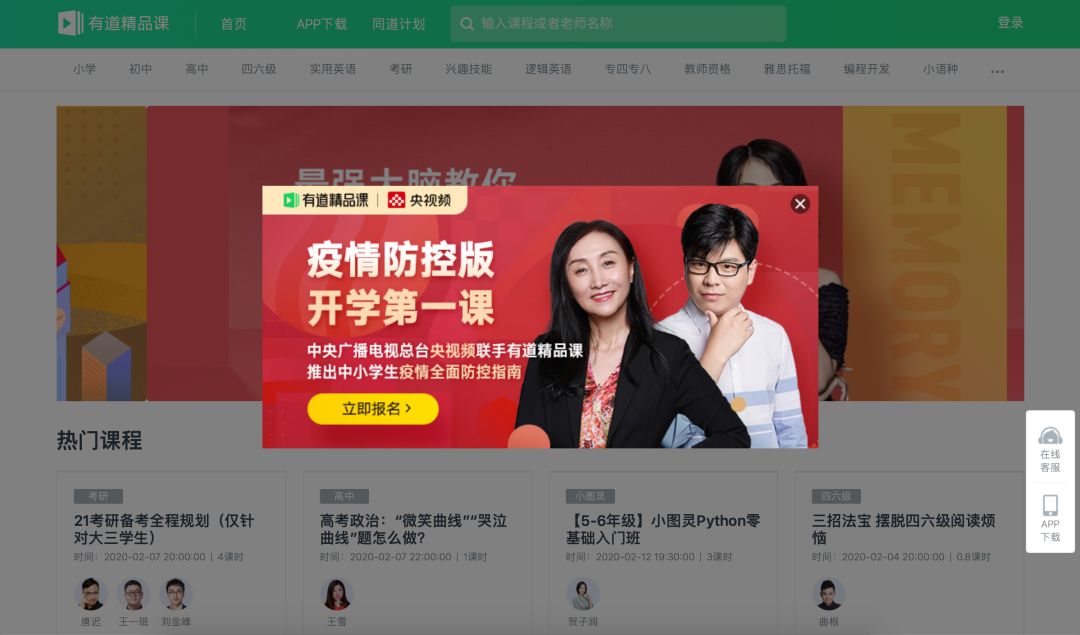 有道精品课
首页
APP下载
同道计划
输入课程或者老师名称
登录
小学
初中
高中
四六级
实用英语
考研
兴趣技能
逻辑英语
专四专八
教师资格
雅思托福
编程开发
小语种
...
最强大脑教你
MEMORY
有道精品课 | 央视频
疫情防控版
开学第一课
中央广播电视总台央视频联手有道精品课
推出中小学生疫情全面防控指南
立即报名 >
在线
客服
APP
下载
热门课程
考研
21考研备考全程规划（仅针
对大三学生）
时间：2020-02-07 20:00:00 | 4课时
唐迟
王一珉
刘金峰
高中
高考政治：“微笑曲线”“哭泣
曲线”题怎么做?
时间：2020-02-07 22:00:00 | 1课时
王雪
小图灵
【5-6年级】小图灵Python零
基础入门班
时间：2020-02-12 19:30:00 | 3课时
贺子润
四六级
三招法宝 摆脱四六级阅读烦
恼
时间：2020-02-04 20:00:00 | 0.8课时
曲根